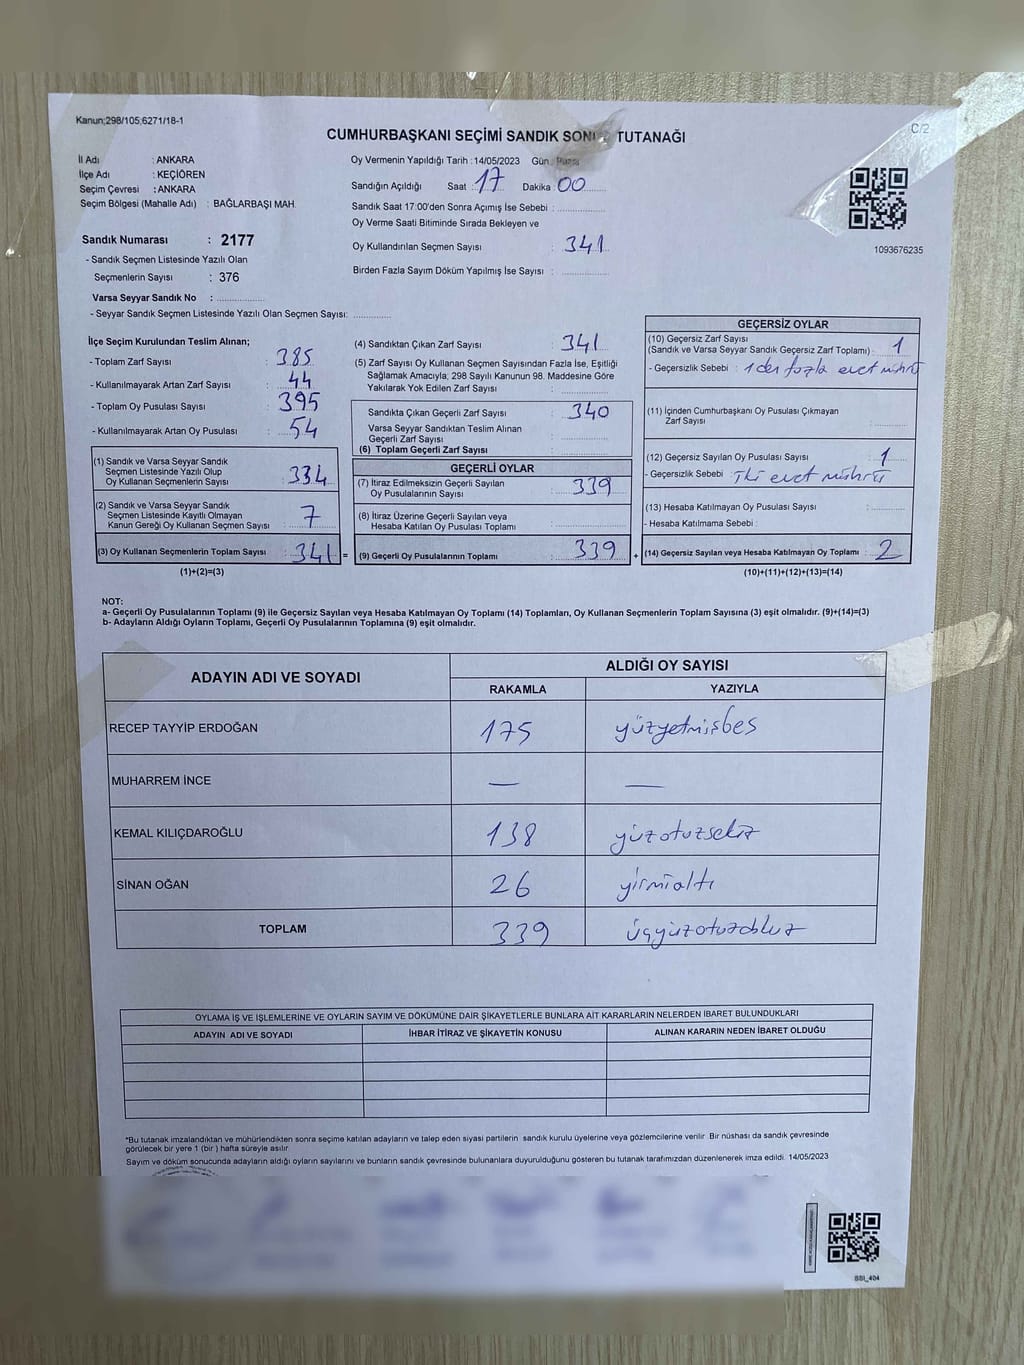 Kanun;298/105;6271/18-1
CUMHURBAŞKANI SEÇİMİ SANDIK SONUÇ TUTANAĞI
C/2
İl Adı : ANKARA
İlçe Adı : KEÇİÖREN
Seçim Çevresi : ANKARA
Seçim Bölgesi (Mahalle Adı) : BAĞLARBAŞI MAH.
Sandık Numarası : 2177
- Sandık Seçmen Listesinde Yazılı Olan
Seçmenlerin Sayısı : 376
Varsa Seyyar Sandık No :
- Seyyar Sandık Seçmen Listesinde Yazılı Olan Seçmen Sayısı:
Oy Vermenin Yapıldığı Tarih : 14/05/2023 Gün : Pazar
Sandığın Açıldığı Saat : 17 Dakika 00
Sandık Saat 17:00'den Sonra Açımış İse Sebebi :
Oy Verme Saati Bitiminde Sırada Bekleyen ve
Oy Kullandırılan Seçmen Sayısı : 341
Birden Fazla Sayım Döküm Yapılmış İse Sayısı :
1093676235
İlçe Seçim Kurulundan Teslim Alınan;
- Toplam Zarf Sayısı : 385
- Kullanılmayarak Artan Zarf Sayısı : 44
- Toplam Oy Pusulası Sayısı : 395
- Kullanılmayarak Artan Oy Pusulası : 54
(1) Sandık ve Varsa Seyyar Sandık
Seçmen Listesinde Yazılı Olup
Oy Kullanan Seçmenlerin Sayısı : 334
(2) Sandık ve Varsa Seyyar Sandık
Seçmen Listesinde Kayıtlı Olmayan
Kanun Gereği Oy Kullanan Seçmen Sayısı : 7
(3) Oy Kullanan Seçmenlerin Toplam Sayısı : 341 =
(1)+(2)=(3)
(4) Sandıktan Çıkan Zarf Sayısı : 341
(5) Zarf Sayısı Oy Kullanan Seçmen Sayısından Fazla İse, Eşitliği
Sağlamak Amacıyla; 298 Sayılı Kanunun 98. Maddesine Göre
Yakılarak Yok Edilen Zarf Sayısı :
Sandıkta Çıkan Geçerli Zarf Sayısı : 340
Varsa Seyyar Sandıktan Teslim Alınan
Geçerli Zarf Sayısı :
(6) Toplam Geçerli Zarf Sayısı :
GEÇERLİ OYLAR
(7) İtiraz Edilmeksizin Geçerli Sayılan
Oy Pusulalarının Sayısı : 339
(8) İtiraz Üzerine Geçerli Sayılan veya
Hesaba Katılan Oy Pusulası Toplamı :
(9) Geçerli Oy Pusulalarının Toplamı : 339 +
GEÇERSİZ OYLAR
(10) Geçersiz Zarf Sayısı
(Sandık ve Varsa Seyyar Sandık Geçersiz Zarf Toplamı) : 1
- Geçersizlik Sebebi : 1 den fazla evet mührü
(11) İçinden Cumhurbaşkanı Oy Pusulası Çıkmayan
Zarf Sayısı :
(12) Geçersiz Sayılan Oy Pusulası Sayısı : 1
- Geçersizlik Sebebi : iki evet mührü
(13) Hesaba Katılmayan Oy Pusulası Sayısı :
- Hesaba Katılmama Sebebi :
(14) Geçersiz Sayılan veya Hesaba Katılmayan Oy Toplamı : 2
(10)+(11)+(12)+(13)=(14)
NOT:
a- Geçerli Oy Pusulalarının Toplamı (9) ile Geçersiz Sayılan veya Hesaba Katılmayan Oy Toplamı (14) Toplamları, Oy Kullanan Seçmenlerin Toplam Sayısına (3) eşit olmalıdır. (9)+(14)=(3)
b- Adayların Aldığı Oyların Toplamı, Geçerli Oy Pusulalarının Toplamına (9) eşit olmalıdır.
ADAYIN ADI VE SOYADI
ALDIĞI OY SAYISI
RAKAMLA YAZIYLA
RECEP TAYYİP ERDOĞAN 175 yüzyetmişbes
MUHARREM İNCE — —
KEMAL KILIÇDAROĞLU 138 yüzotuzsekiz
SİNAN OĞAN 26 yirmialtı
TOPLAM 339 üçyüzotuzdokuz
OYLAMA İŞ VE İŞLEMLERİNE VE OYLARIN SAYIM VE DÖKÜMÜNE DAİR ŞİKAYETLERLE BUNLARA AİT KARARLARIN NELERDEN İBARET BULUNDUKLARI
ADAYIN ADI VE SOYADI İHBAR İTİRAZ VE ŞİKAYETİN KONUSU ALINAN KARARIN NEDEN İBARET OLDUĞU
*Bu tutanak imzalandıktan ve mühürlendikten sonra seçime katılan adayların ve talep eden siyasi partilerin sandık kurulu üyelerine veya gözlemcilerine verilir. Bir nüshası da sandık çevresinde
görülecek bir yere 1 (bir) hafta süreyle asılır.
Sayım ve döküm sonucunda adayların aldığı oyların sayılarını ve bunların sandık çevresinde bulunanlara duyurulduğunu gösteren bu tutanak tarafımızdan düzenlenerek imza edildi. 14/05/2023
BBI_404